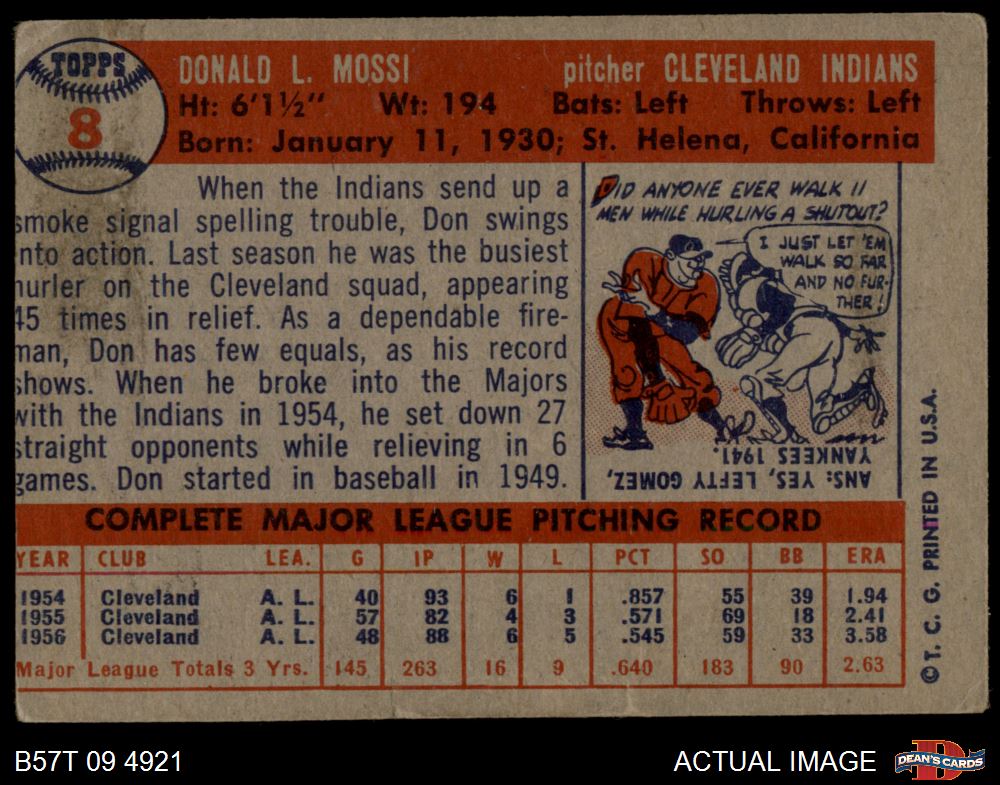 TOPPS
8
DONALD L. MOSSI pitcher CLEVELAND INDIANS
Ht: 6'1½" Wt: 194 Bats: Left Throws: Left
Born: January 11, 1930; St. Helena, California
When the Indians send up a
smoke signal spelling trouble, Don swings
nto action. Last season he was the busiest
hurler on the Cleveland squad, appearing
45 times in relief. As a dependable fire-
man, Don has few equals, as his record
shows. When he broke into the Majors
with the Indians in 1954, he set down 27
straight opponents while relieving in 6
games. Don started in baseball in 1949.
DID ANYONE EVER WALK 11
MEN WHILE HURLING A SHUTOUT?
I JUST LET 'EM
WALK SO FAR
AND NO FUR-
THER!
ANS: YES, LEFTY GOMEZ,
YANKEES 1941.
COMPLETE MAJOR LEAGUE PITCHING RECORD
YEAR CLUB LEA. G IP W L PCT SO BB ERA
1954 Cleveland A. L. 40 93 6 1 .857 55 39 1.94
1955 Cleveland A. L. 57 82 4 3 .571 69 18 2.41
1956 Cleveland A. L. 48 88 6 5 .545 59 33 3.58
Major League Totals 3 Yrs. 145 263 16 9 .640 183 90 2.63
©T. C. G. PRINTED IN U.S.A.
B57T 09 4921
ACTUAL IMAGE
D
DEAN'S CARDS